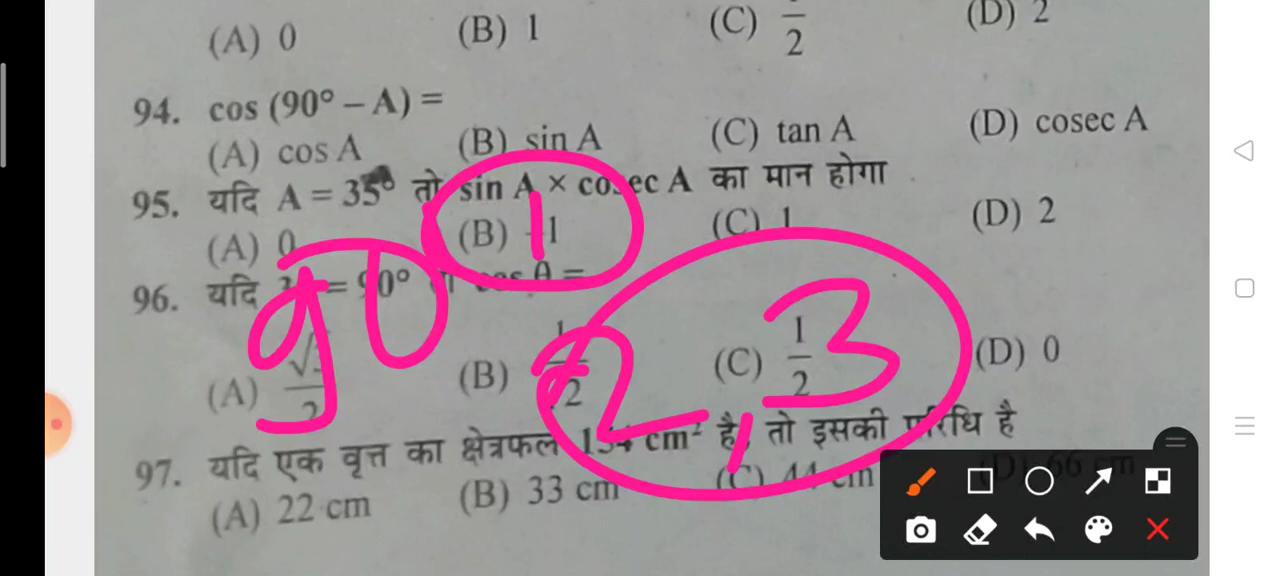 (A) 0 (B) 1 (C) 2 (D) 2
94. cos (90° – A) =
(A) cos A (B) sin A (C) tan A (D) cosec A
95. यदि A = 35° तो sin A × cosec A का मान होगा
(A) 0 (B) -1 (C) 1 (D) 2
96. यदि = 90° cos θ =
(A) (B) (C) 1/2 (D) 0
90 1 2,3
97. यदि एक वृत्त का क्षेत्रफल 154 cm² है, तो इसकी परिधि है
(A) 22 cm (B) 33 cm (C) 44 cm (D) 66 cm